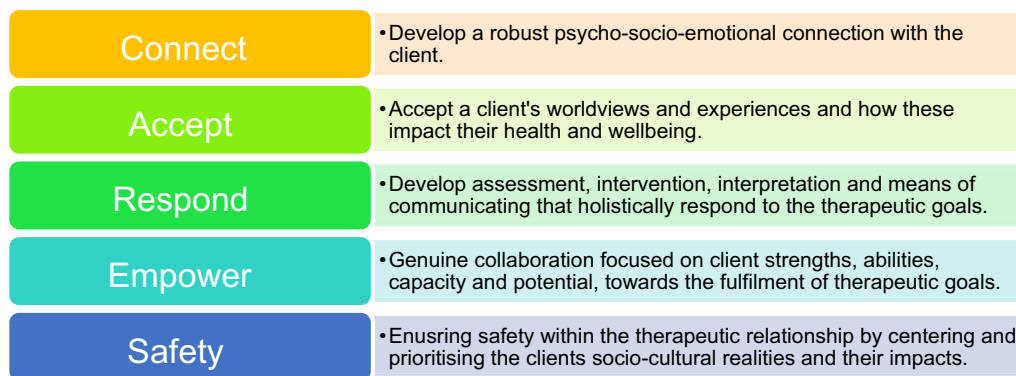 Connect
•Develop a robust psycho-socio-emotional connection with the
client.
Accept
•Accept a client's worldviews and experiences and how these
impact their health and wellbeing.
Respond
•Develop assessment, intervention, interpretation and means of
communicating that holistically respond to the therapeutic goals.
Empower
•Genuine collaboration focused on client strengths, abilities,
capacity and potential, towards the fulfilment of therapeutic goals.
Safety
•Enusring safety within the therapeutic relationship by centering and
prioritising the clients socio-cultural realities and their impacts.